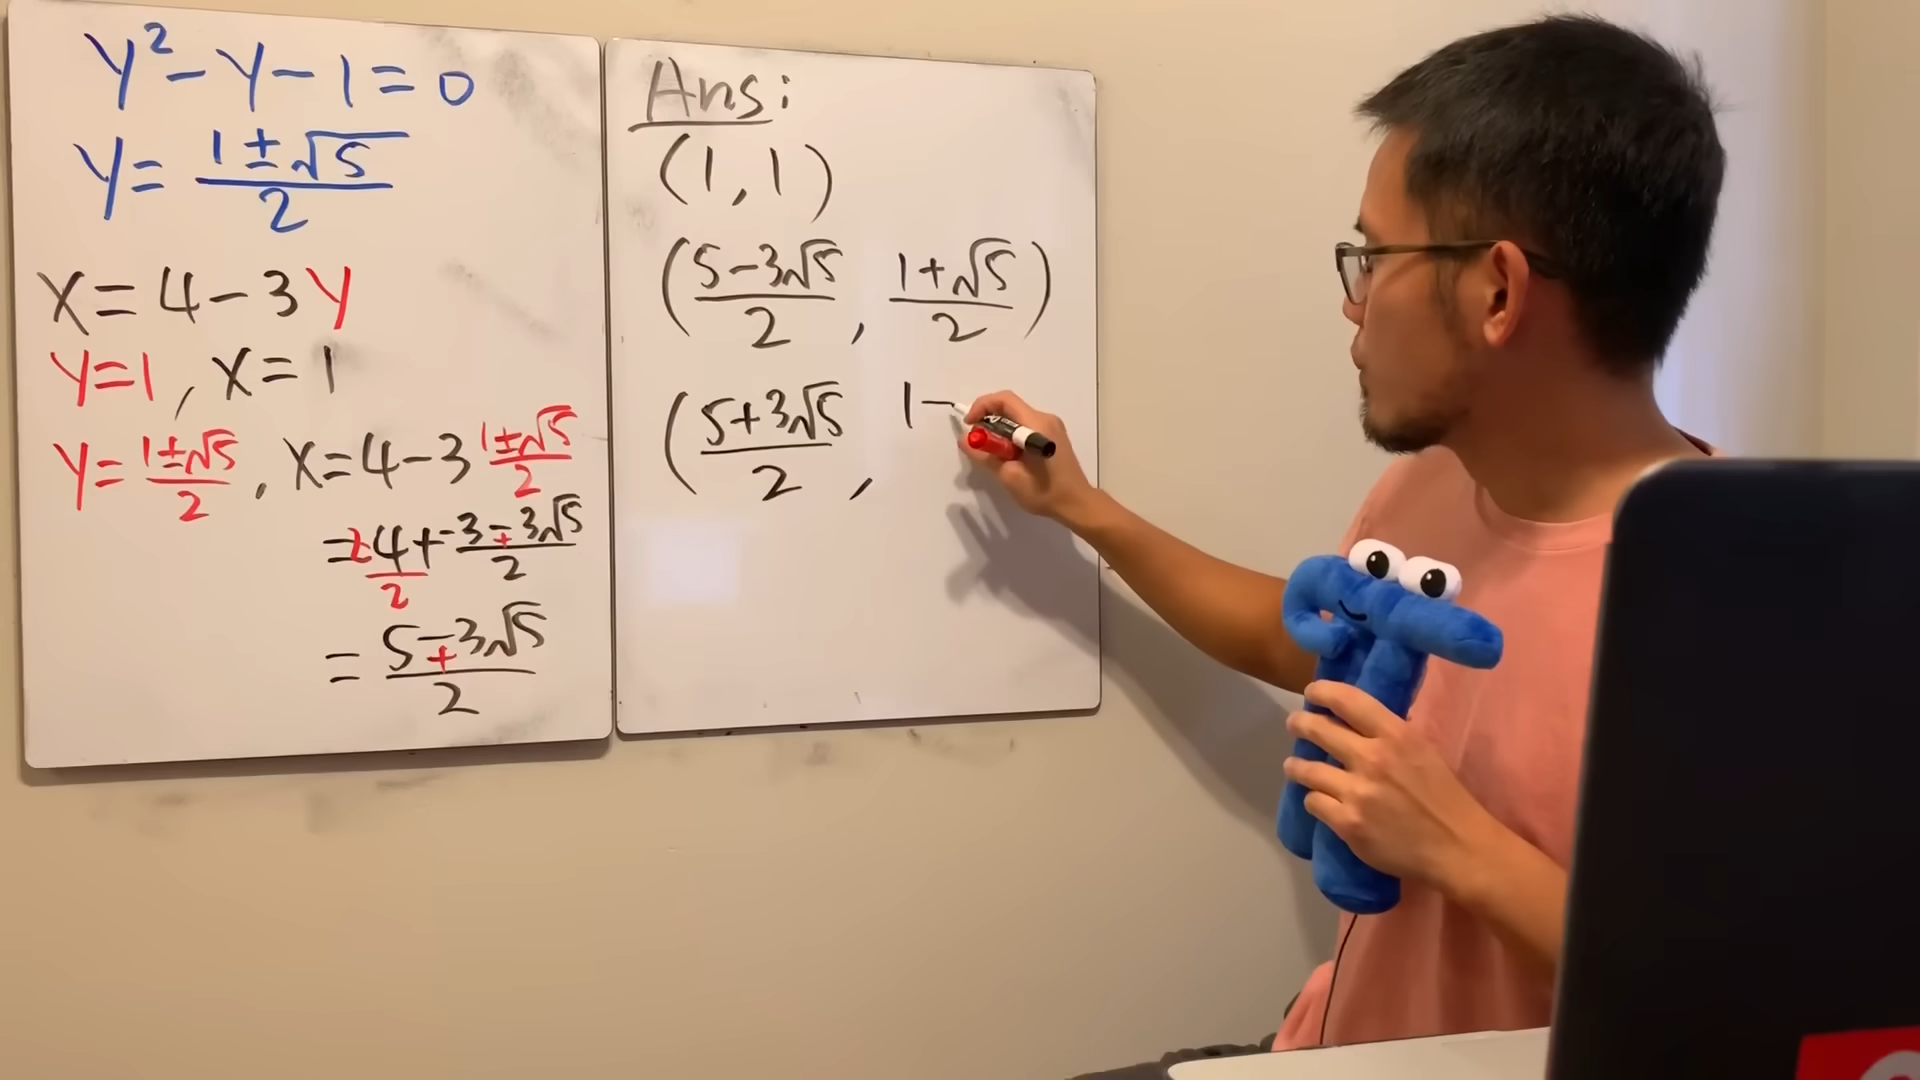 y² - y - 1 = 0
y = (1 ± √5)/2
x = 4 - 3y
y = 1, x = 1
y = (1 ± √5)/2, x = 4 - 3 (1 ± √5)/2
= (2·4)/2 + (-3 ∓ 3√5)/2
= (5 ∓ 3√5)/2
Ans:
(1, 1)
((5 - 3√5)/2, (1 + √5)/2)
((5 + 3√5)/2, 1 -